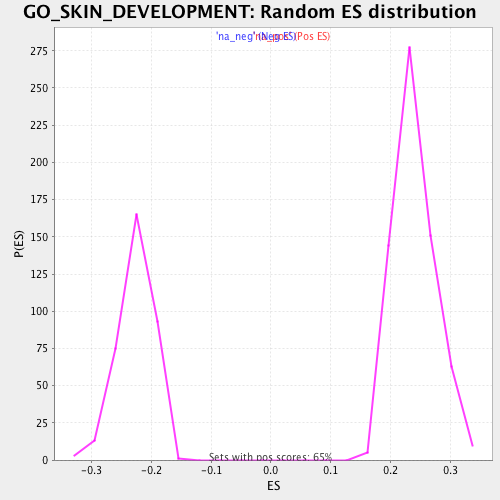 GO_SKIN_DEVELOPMENT: Random ES distribution
'na_neg' (Neg ES)
'na_pos' (Pos ES)
275
250
225
200
175
150
125
100
75
50
25
0
P(ES)
Sets with pos scores: 65%
-0.3 -0.2 -0.1 0.0 0.1 0.2 0.3
ES